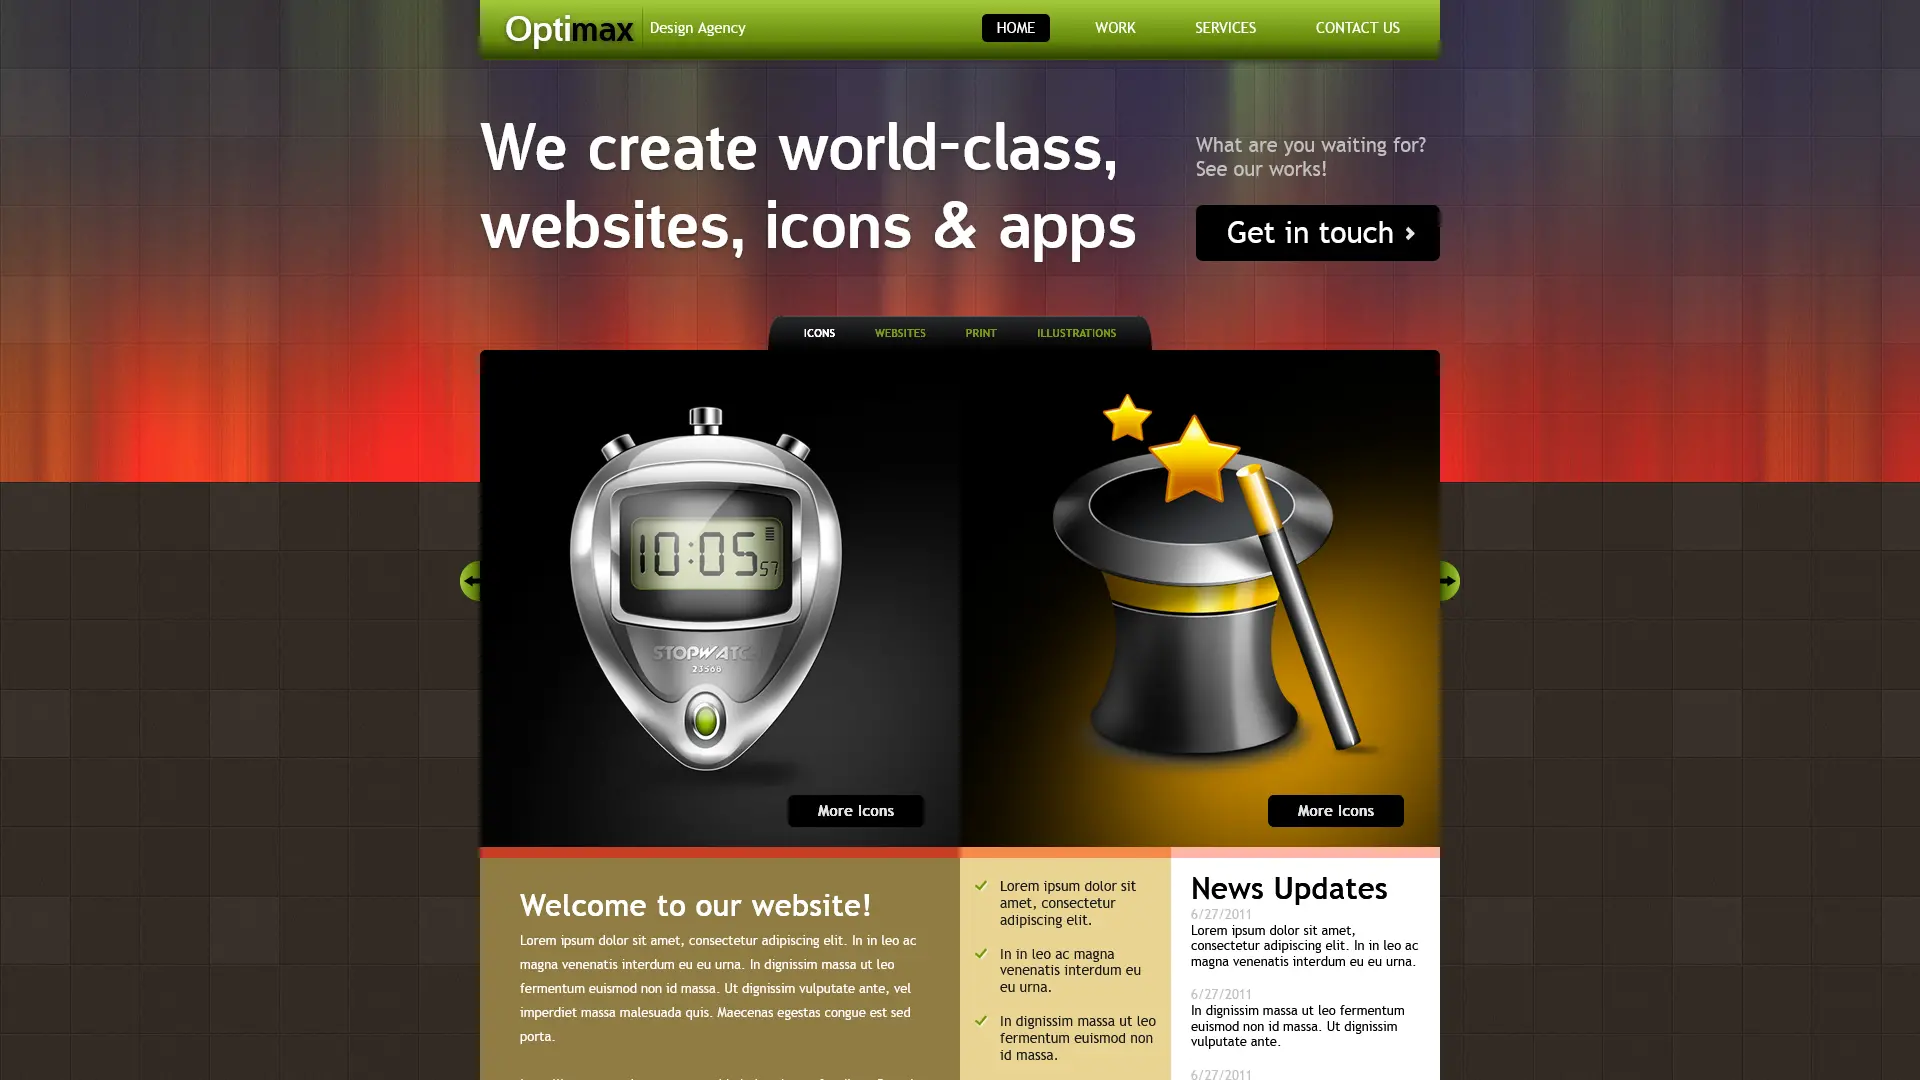 Optimax
Design Agency
HOME
WORK
SERVICES
CONTACT US
We create world-class,
websites, icons & apps
What are you waiting for?
See our works!
Get in touch
ICONS
WEBSITES
PRINT
ILLUSTRATIONS
10:05 57
STOPWATCH
23568
More Icons
More Icons
Welcome to our website!
Lorem ipsum dolor sit amet, consectetur adipiscing elit. In in leo ac
magna venenatis interdum eu eu urna. In dignissim massa ut leo
fermentum euismod non id massa. Ut dignissim vulputate ante, vel
imperdiet massa malesuada quis. Maecenas egestas congue est sed
porta.
Lorem ipsum dolor sit
amet, consectetur
adipiscing elit.
In in leo ac magna
venenatis interdum eu
eu urna.
In dignissim massa ut leo
fermentum euismod non
id massa.
News Updates
6/27/2011
Lorem ipsum dolor sit amet,
consectetur adipiscing elit. In in leo ac
magna venenatis interdum eu eu urna.
6/27/2011
In dignissim massa ut leo fermentum
euismod non id massa. Ut dignissim
vulputate ante.
6/27/2011